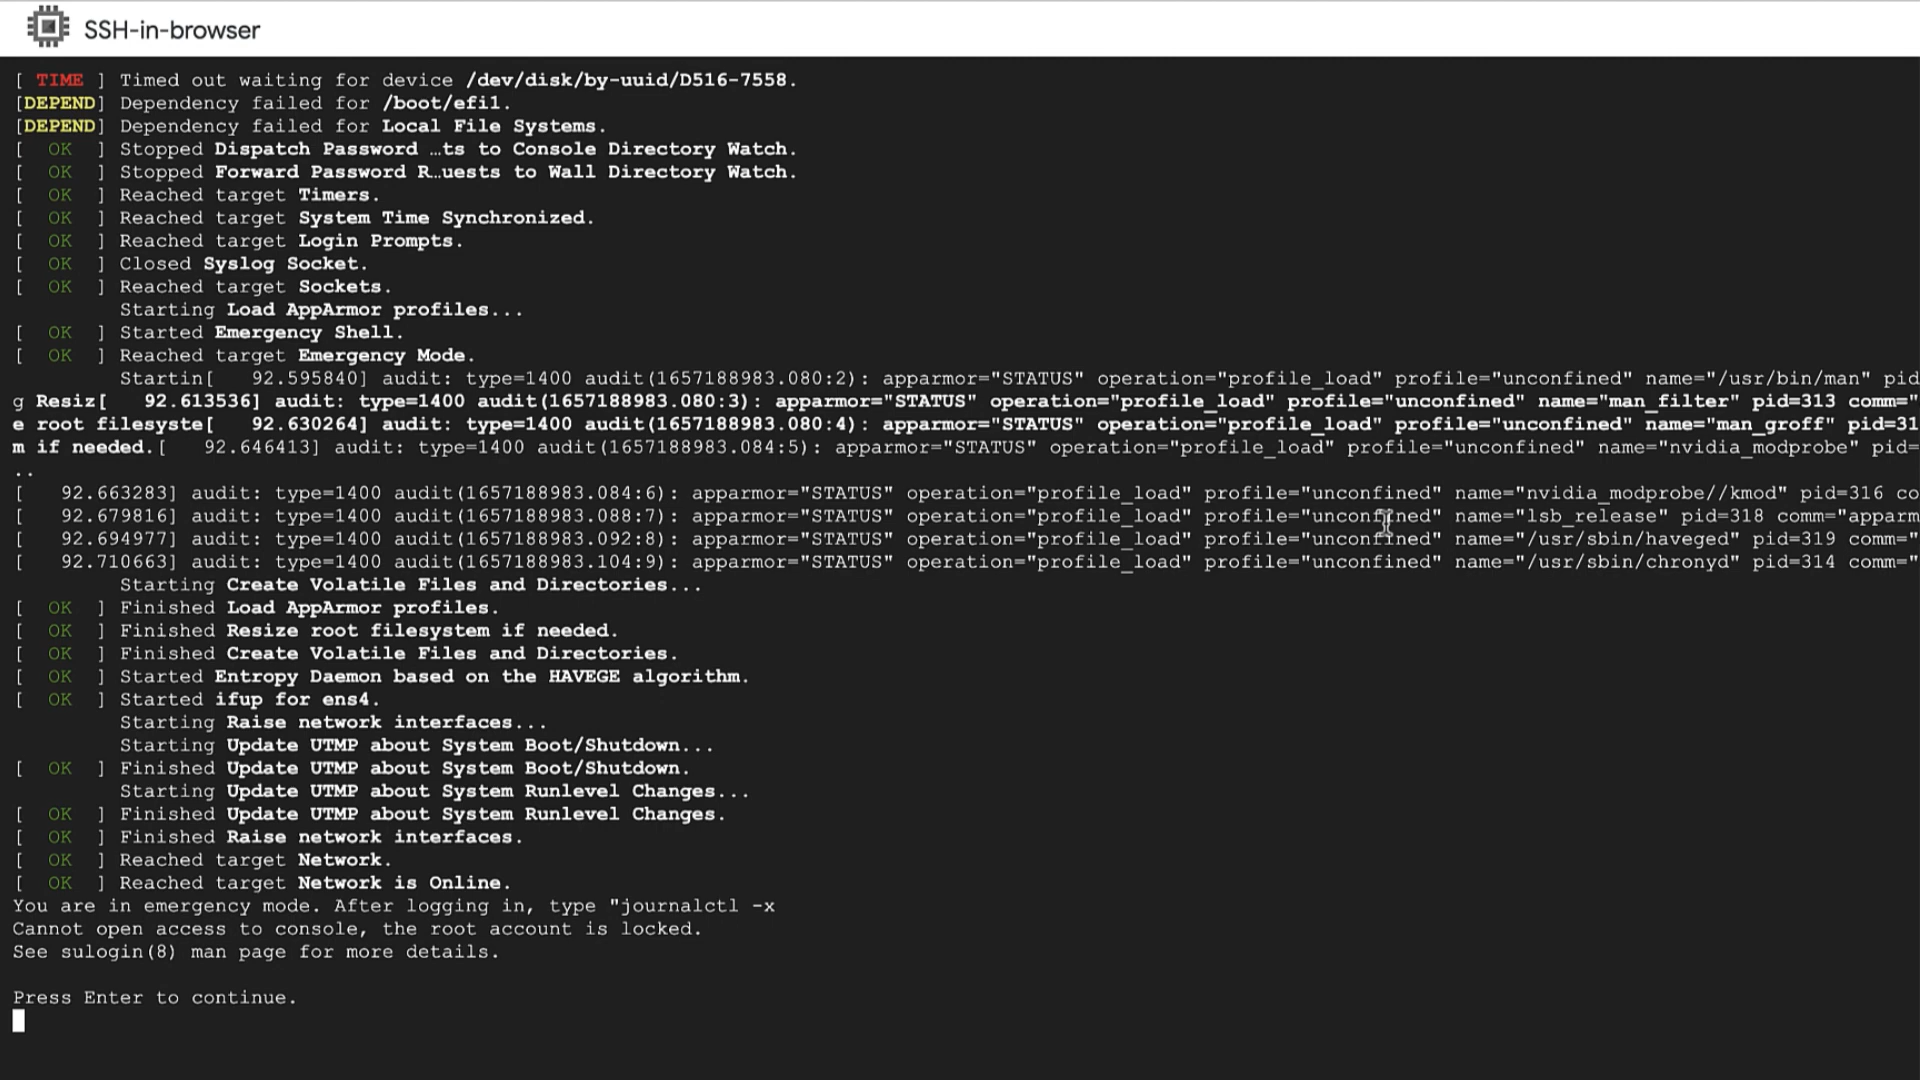 SSH-in-browser
[ TIME ] Timed out waiting for device /dev/disk/by-uuid/D516-7558.
[DEPEND] Dependency failed for /boot/efi1.
[DEPEND] Dependency failed for Local File Systems.
[  OK  ] Stopped Dispatch Password …ts to Console Directory Watch.
[  OK  ] Stopped Forward Password R…uests to Wall Directory Watch.
[  OK  ] Reached target Timers.
[  OK  ] Reached target System Time Synchronized.
[  OK  ] Reached target Login Prompts.
[  OK  ] Closed Syslog Socket.
[  OK  ] Reached target Sockets.
         Starting Load AppArmor profiles...
[  OK  ] Started Emergency Shell.
[  OK  ] Reached target Emergency Mode.
         Startin[   92.595840] audit: type=1400 audit(1657188983.080:2): apparmor="STATUS" operation="profile_load" profile="unconfined" name="/usr/bin/man" pid
g Resiz[   92.613536] audit: type=1400 audit(1657188983.080:3): apparmor="STATUS" operation="profile_load" profile="unconfined" name="man_filter" pid=313 comm="
e root filesyste[   92.630264] audit: type=1400 audit(1657188983.080:4): apparmor="STATUS" operation="profile_load" profile="unconfined" name="man_groff" pid=31
m if needed.[   92.646413] audit: type=1400 audit(1657188983.084:5): apparmor="STATUS" operation="profile_load" profile="unconfined" name="nvidia_modprobe" pid=
..
[   92.663283] audit: type=1400 audit(1657188983.084:6): apparmor="STATUS" operation="profile_load" profile="unconfined" name="nvidia_modprobe//kmod" pid=316 co
[   92.679816] audit: type=1400 audit(1657188983.088:7): apparmor="STATUS" operation="profile_load" profile="unconfined" name="lsb_release" pid=318 comm="apparm
[   92.694977] audit: type=1400 audit(1657188983.092:8): apparmor="STATUS" operation="profile_load" profile="unconfined" name="/usr/sbin/haveged" pid=319 comm="
[   92.710663] audit: type=1400 audit(1657188983.104:9): apparmor="STATUS" operation="profile_load" profile="unconfined" name="/usr/sbin/chronyd" pid=314 comm="
         Starting Create Volatile Files and Directories...
[  OK  ] Finished Load AppArmor profiles.
[  OK  ] Finished Resize root filesystem if needed.
[  OK  ] Finished Create Volatile Files and Directories.
[  OK  ] Started Entropy Daemon based on the HAVEGE algorithm.
[  OK  ] Started ifup for ens4.
         Starting Raise network interfaces...
         Starting Update UTMP about System Boot/Shutdown...
[  OK  ] Finished Update UTMP about System Boot/Shutdown.
         Starting Update UTMP about System Runlevel Changes...
[  OK  ] Finished Update UTMP about System Runlevel Changes.
[  OK  ] Finished Raise network interfaces.
[  OK  ] Reached target Network.
[  OK  ] Reached target Network is Online.
You are in emergency mode. After logging in, type "journalctl -x
Cannot open access to console, the root account is locked.
See sulogin(8) man page for more details.
Press Enter to continue.